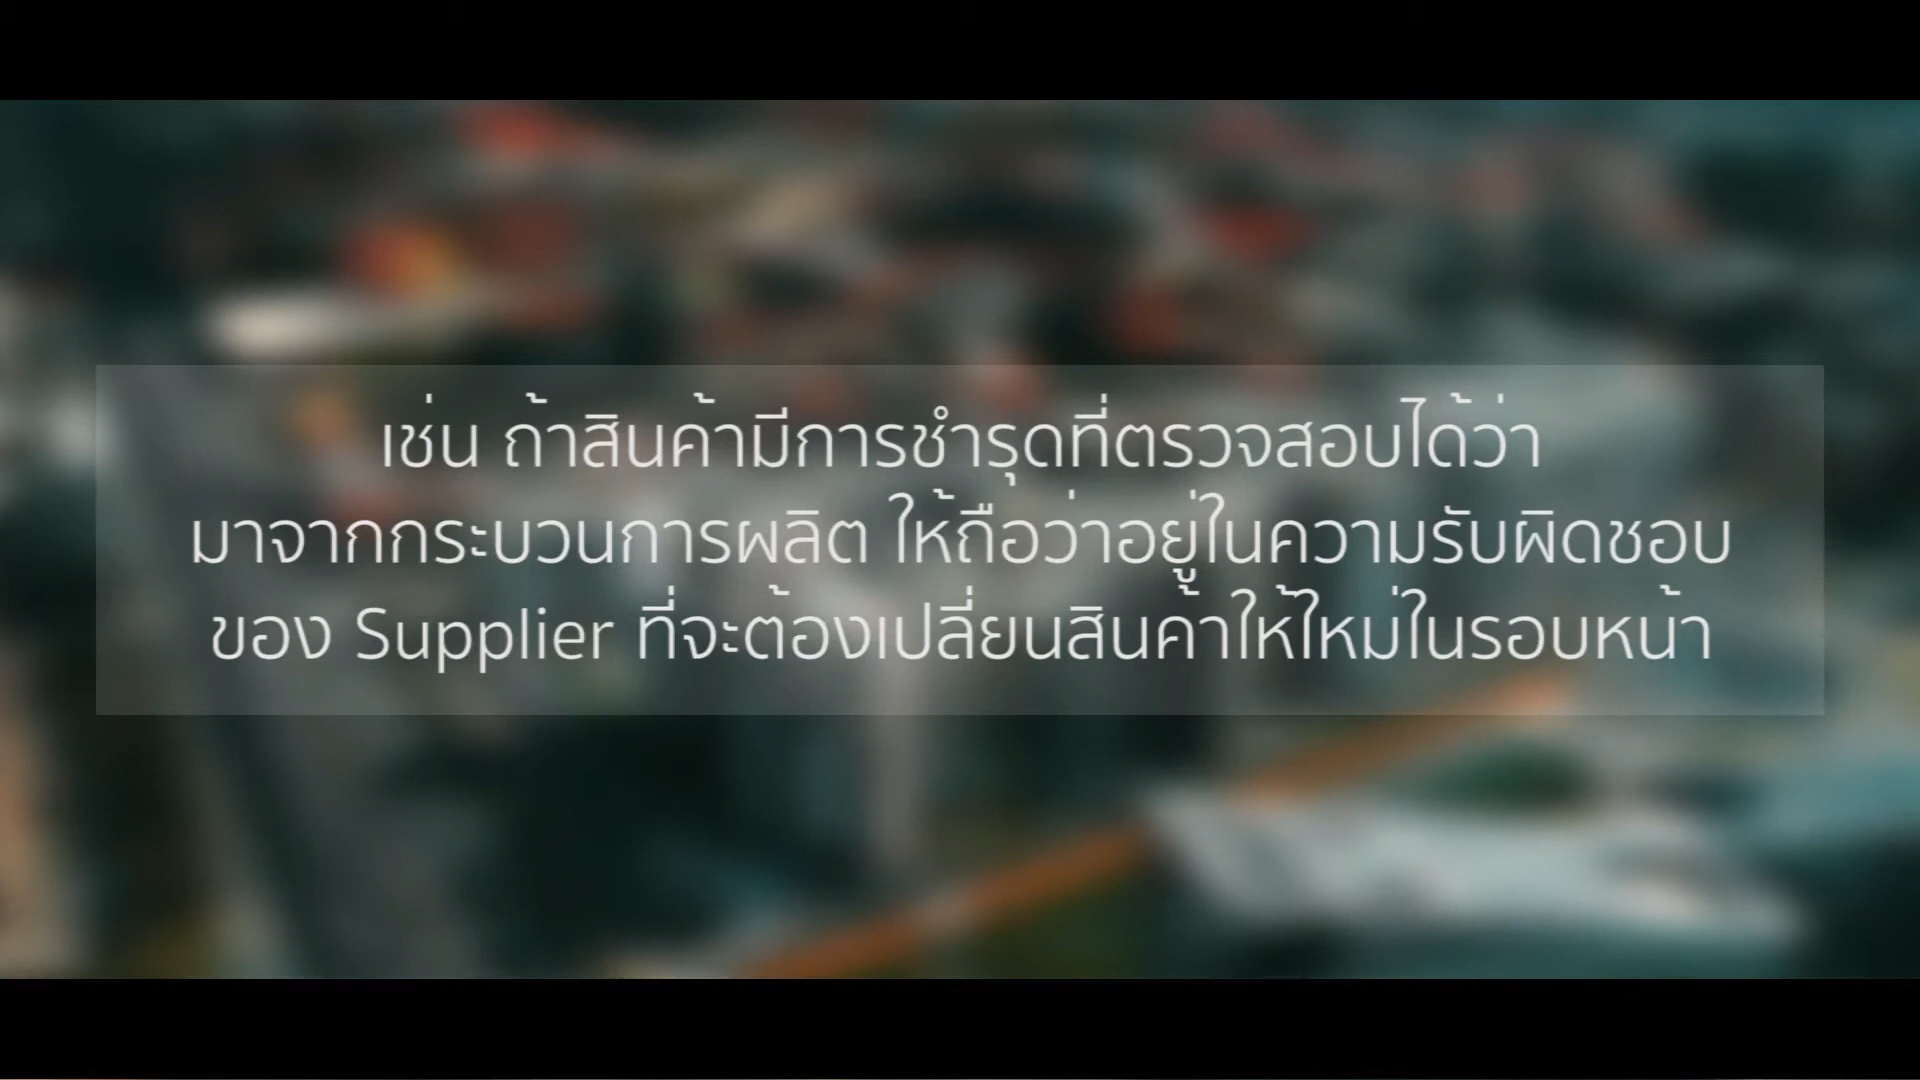 เช่น ถ้าสินค้ามีการชำรุดที่ตรวจสอบได้ว่า
มาจากกระบวนการผลิต ให้ถือว่าอยู่ในความรับผิดชอบ
ของ Supplier ที่จะต้องเปลี่ยนสินค้าให้ใหม่ในรอบหน้า